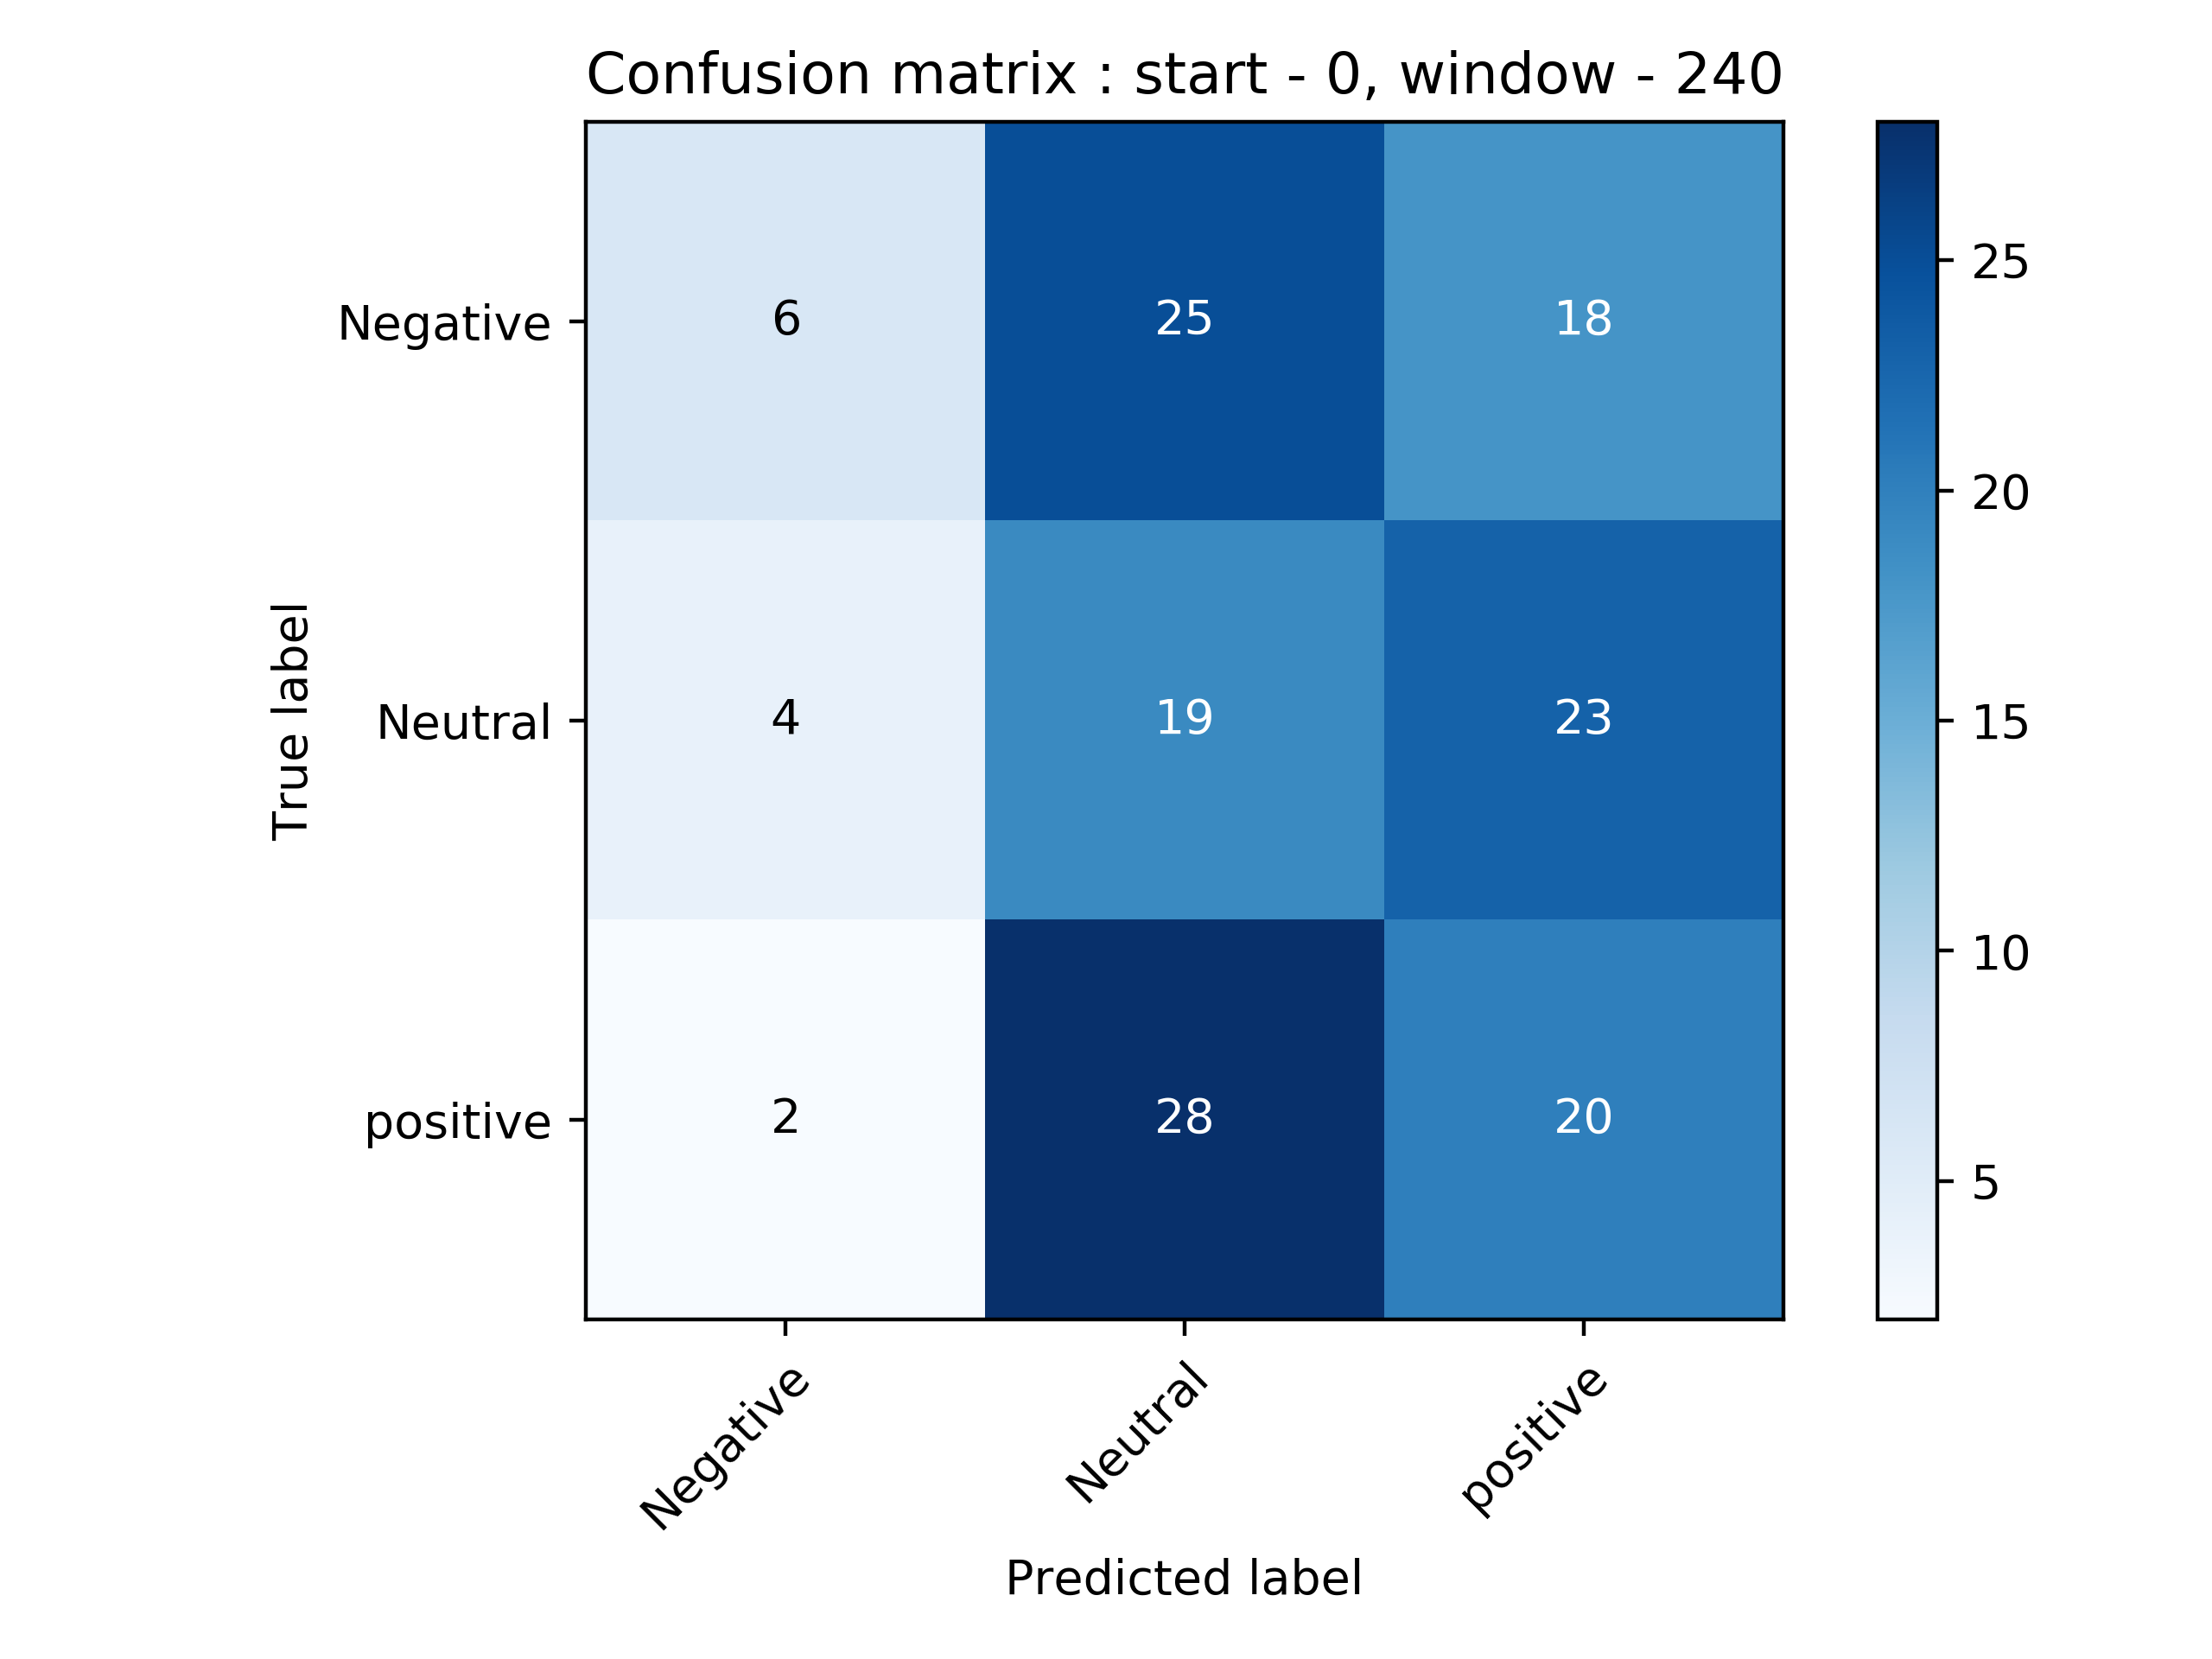 Confusion matrix : start - 0, window - 240
True label
Negative
6 25 18
Neutral
4 19 23
positive
2 28 20
Negative Neutral positive
Predicted label
25
20
15
10
5